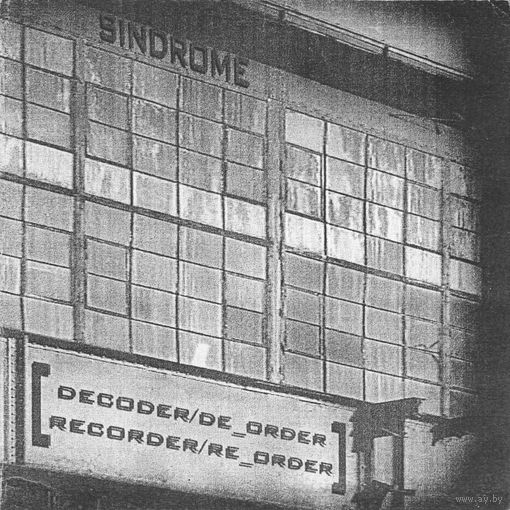 SINDROME
[DECODER/DE_ORDER
RECORDER/RE_ORDER]
www.ay.by